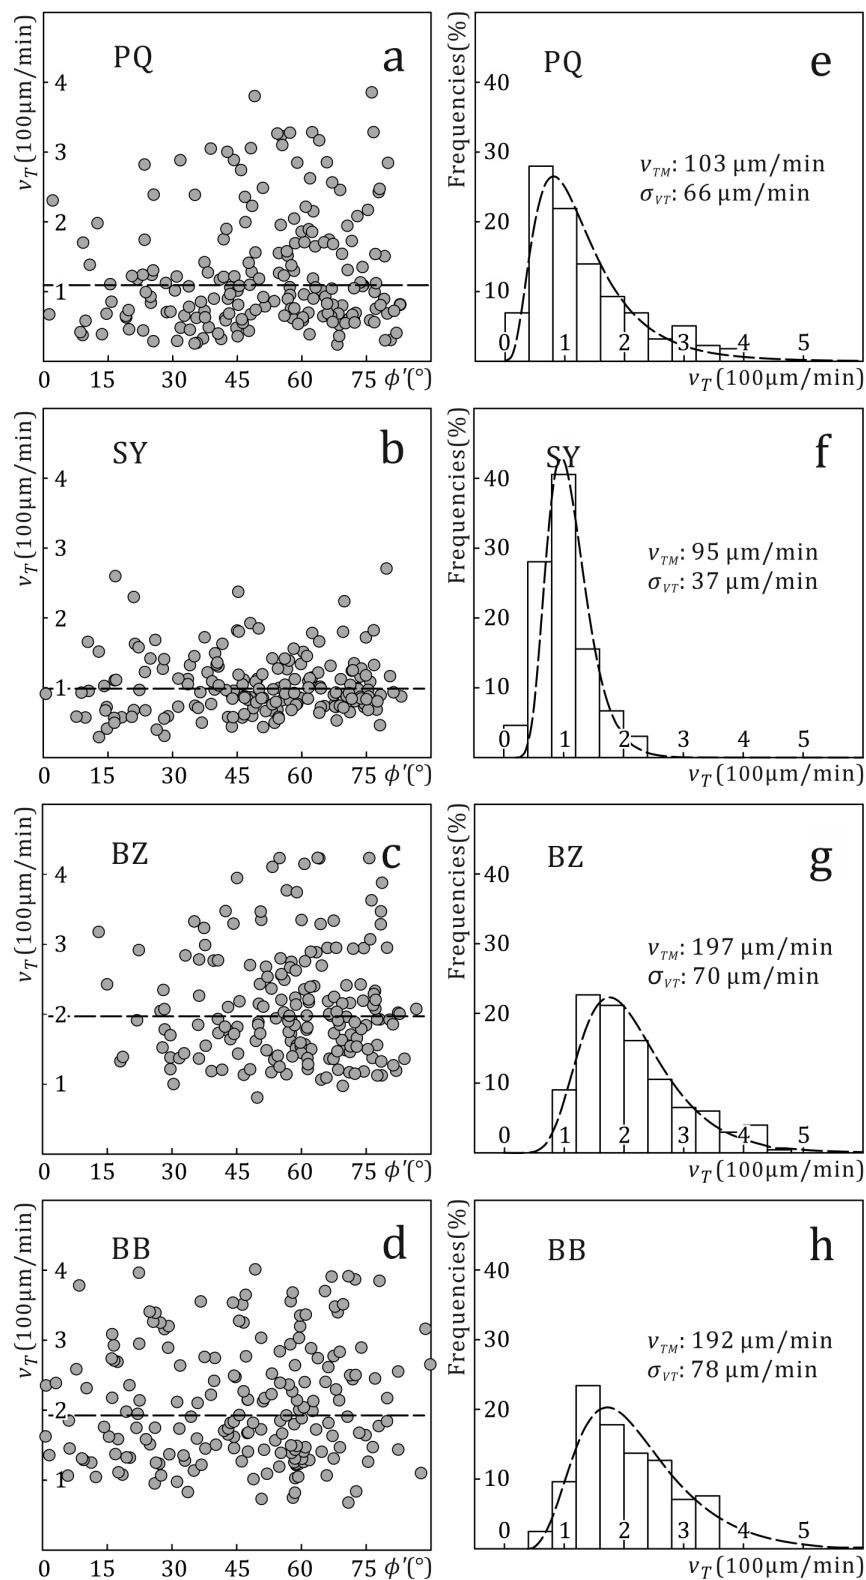 PQ
a
v_T (100μm/min)
4
3
2
1
0 15 30 45 60 75 ϕ′(°)
PQ
e
Frequencies(%)
40
30
20
10
v_TM: 103 μm/min
σ_VT: 66 μm/min
0 1 2 3 4 5
v_T (100μm/min)
SY
b
v_T (100μm/min)
4
3
2
1
0 15 30 45 60 75 ϕ′(°)
SY
f
Frequencies(%)
40
30
20
10
v_TM: 95 μm/min
σ_VT: 37 μm/min
0 1 2 3 4 5
v_T (100μm/min)
BZ
c
v_T (100μm/min)
4
3
2
1
0 15 30 45 60 75 ϕ′(°)
BZ
g
Frequencies(%)
40
30
20
10
v_TM: 197 μm/min
σ_VT: 70 μm/min
0 1 2 3 4 5
v_T (100μm/min)
BB
d
v_T (100μm/min)
4
3
2
1
0 15 30 45 60 75 ϕ′(°)
BB
h
Frequencies(%)
40
30
20
10
v_TM: 192 μm/min
σ_VT: 78 μm/min
0 1 2 3 4 5
v_T (100μm/min)